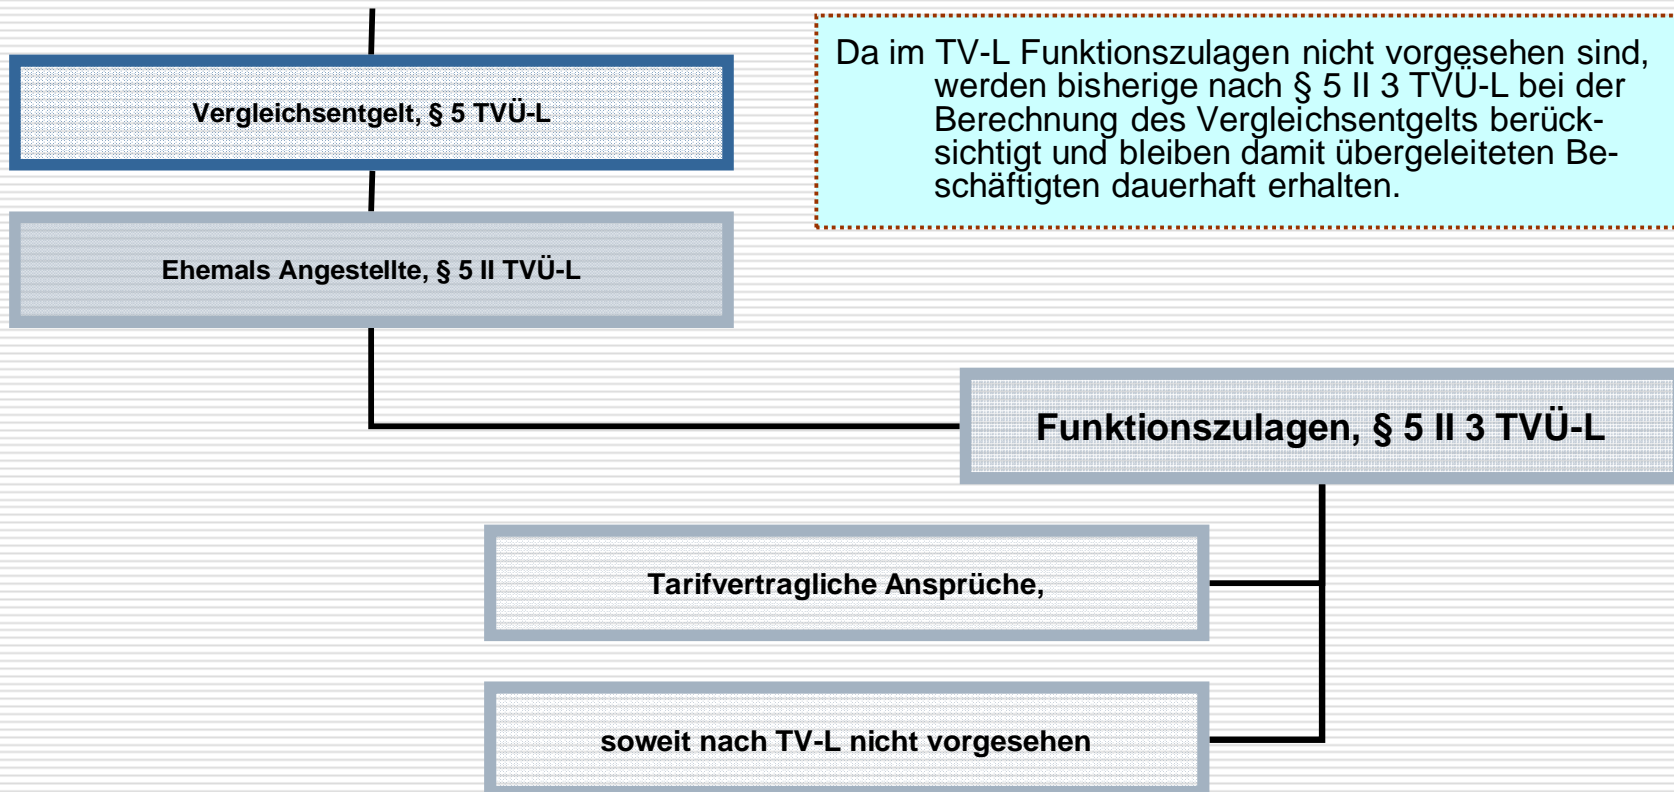 Vergleichsentgelt, § 5 TVÜ-L
Da im TV-L Funktionszulagen nicht vorgesehen sind,
werden bisherige nach § 5 II 3 TVÜ-L bei der
Berechnung des Vergleichsentgelts berück-
sichtigt und bleiben damit übergeleiteten Be-
schäftigten dauerhaft erhalten.
Ehemals Angestellte, § 5 II TVÜ-L
Funktionszulagen, § 5 II 3 TVÜ-L
Tarifvertragliche Ansprüche,
soweit nach TV-L nicht vorgesehen